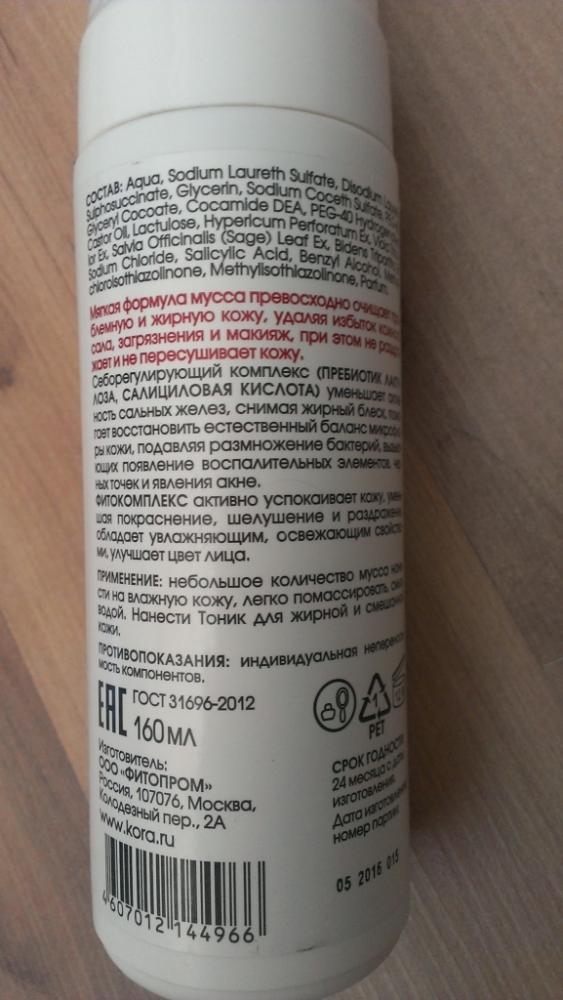 СОСТАВ: Aqua, Sodium Laureth Sulfate, Disodium
Sulphosuccinate, Glycerin, Sodium Coceth Sulfate,
Glyceryl Cocoate, Cocamide DEA, PEG-40
Castor Oil, Lactulose, Hypericum Perforatum Ex,
lor Ex, Salvia Officinalis (Sage) Leaf Ex, Bidens
Sodium Chloride, Salicylic Acid, Benzyl Alcohol,
chloroisothiazolinone, Methylisothiazolinone, Parfum.
Мягкая формула мусса превосходно очищает
блемную и жирную кожу, удаляя избыток
сала, загрязнения и макияж, при этом не
жает и не пересушивает кожу.
Себорегулирующий комплекс (ПРЕБИОТИК
ЛОЗА, САЛИЦИЛОВАЯ КИСЛОТА) уменьшает
ность сальных желез, снимая жирный блеск,
гает восстановить естественный баланс
ры кожи, подавляя размножение бактерий,
ющих появление воспалительных элементов,
ных точек и явления акне.
ФИТОКОМПЛЕКС активно успокаивает кожу,
шая покраснение, шелушение и
обладает увлажняющим, освежающим
ми, улучшает цвет лица.
ПРИМЕНЕНИЕ: небольшое количество мусса
сти на влажную кожу, легко помассировать,
водой. Нанести Тоник для жирной и
кожи.
ПРОТИВОПОКАЗАНИЯ: индивидуальная
мость компонентов.
ЕАС ГОСТ 31696-2012
160 мл
1
PET
12
Изготовитель:
ООО «ФИТОПРОМ»
Россия, 107076, Москва,
Колодезный пер., 2А
www.kora.ru
СРОК ГОДНОСТИ
24 месяца с даты
изготовления.
Дата изготовления
номер партии:
05 2016 015
4607012 144966